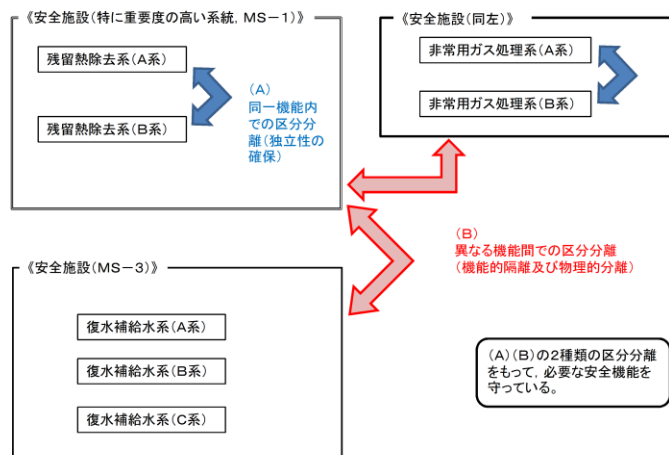 《安全施設(特に重要度の高い系統，MS－1)》
残留熱除去系(A系)
残留熱除去系(B系)
(A)
同一機能内
での区分分
離(独立性の
確保)
《安全施設(同左)》
非常用ガス処理系(A系)
非常用ガス処理系(B系)
(B)
異なる機能間での区分分離
(機能的隔離及び物理的分離)
《安全施設(MS－3)》
復水補給水系(A系)
復水補給水系(B系)
復水補給水系(C系)
(A)(B)の2種類の区分分離
をもって，必要な安全機能を
守っている。